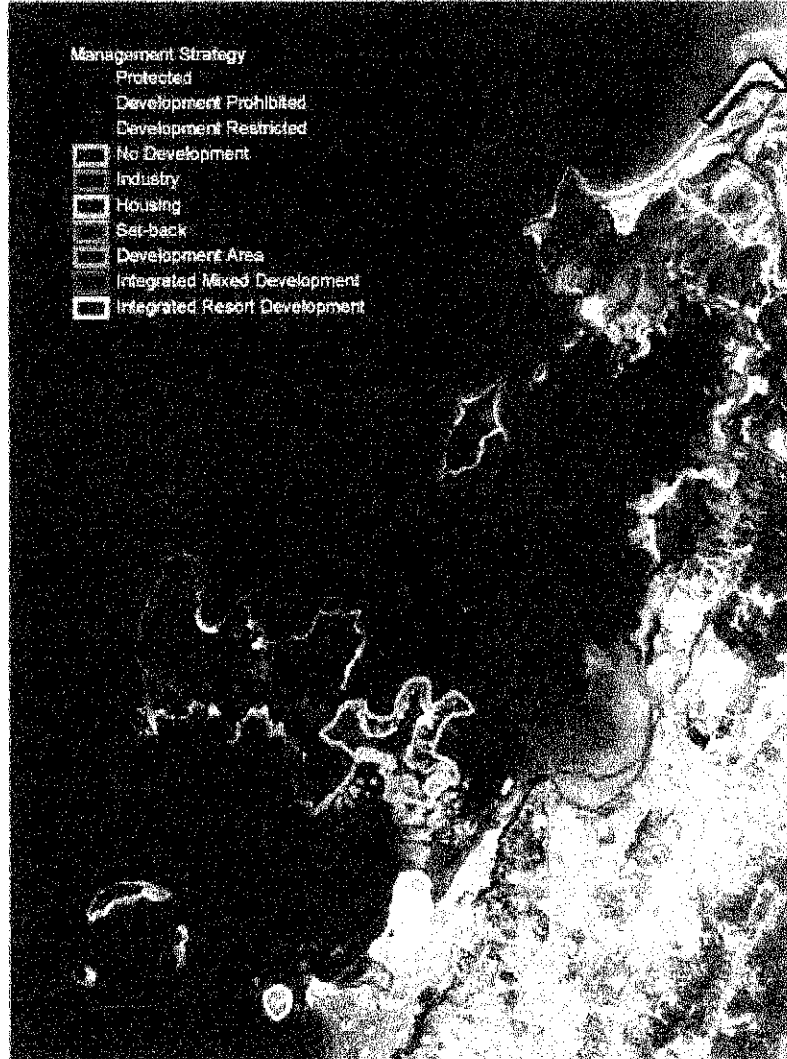 Management Strategy
Protected
Development Prohibited
Development Restricted
No Development
Industry
Housing
Set-back
Development Area
Integrated Mixed Development
Integrated Resort Development